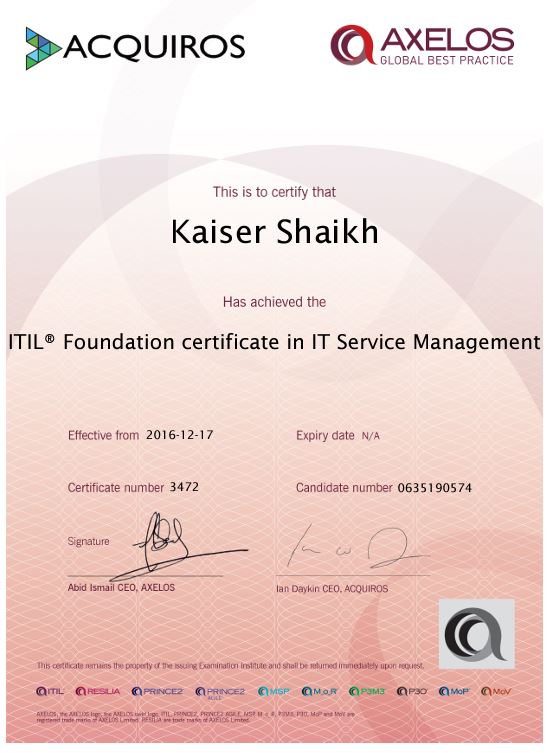 ACQUIROS
AXELOS
GLOBAL BEST PRACTICE
This is to certify that
Kaiser Shaikh
Has achieved the
ITIL® Foundation certificate in IT Service Management
Effective from 2016-12-17
Expiry date N/A
Certificate number 3472
Candidate number 0635190574
Signature
Abid Ismail CEO, AXELOS
Ian Daykin CEO, ACQUIROS
This certificate remains the property of the issuing Examination Institute and shall be returned immediately upon request.
ITIL RESILIA PRINCE2 PRINCE2 AGILE MSP M_o_R P3M3 P3O MoP MoV
AXELOS, the AXELOS logo, the AXELOS swirl logo, ITIL, PRINCE2, PRINCE2 AGILE, MSP, M_o_R, P3M3, P3O, MoP and MoV are
registered trade marks of AXELOS Limited. RESILIA are trade marks of AXELOS Limited.